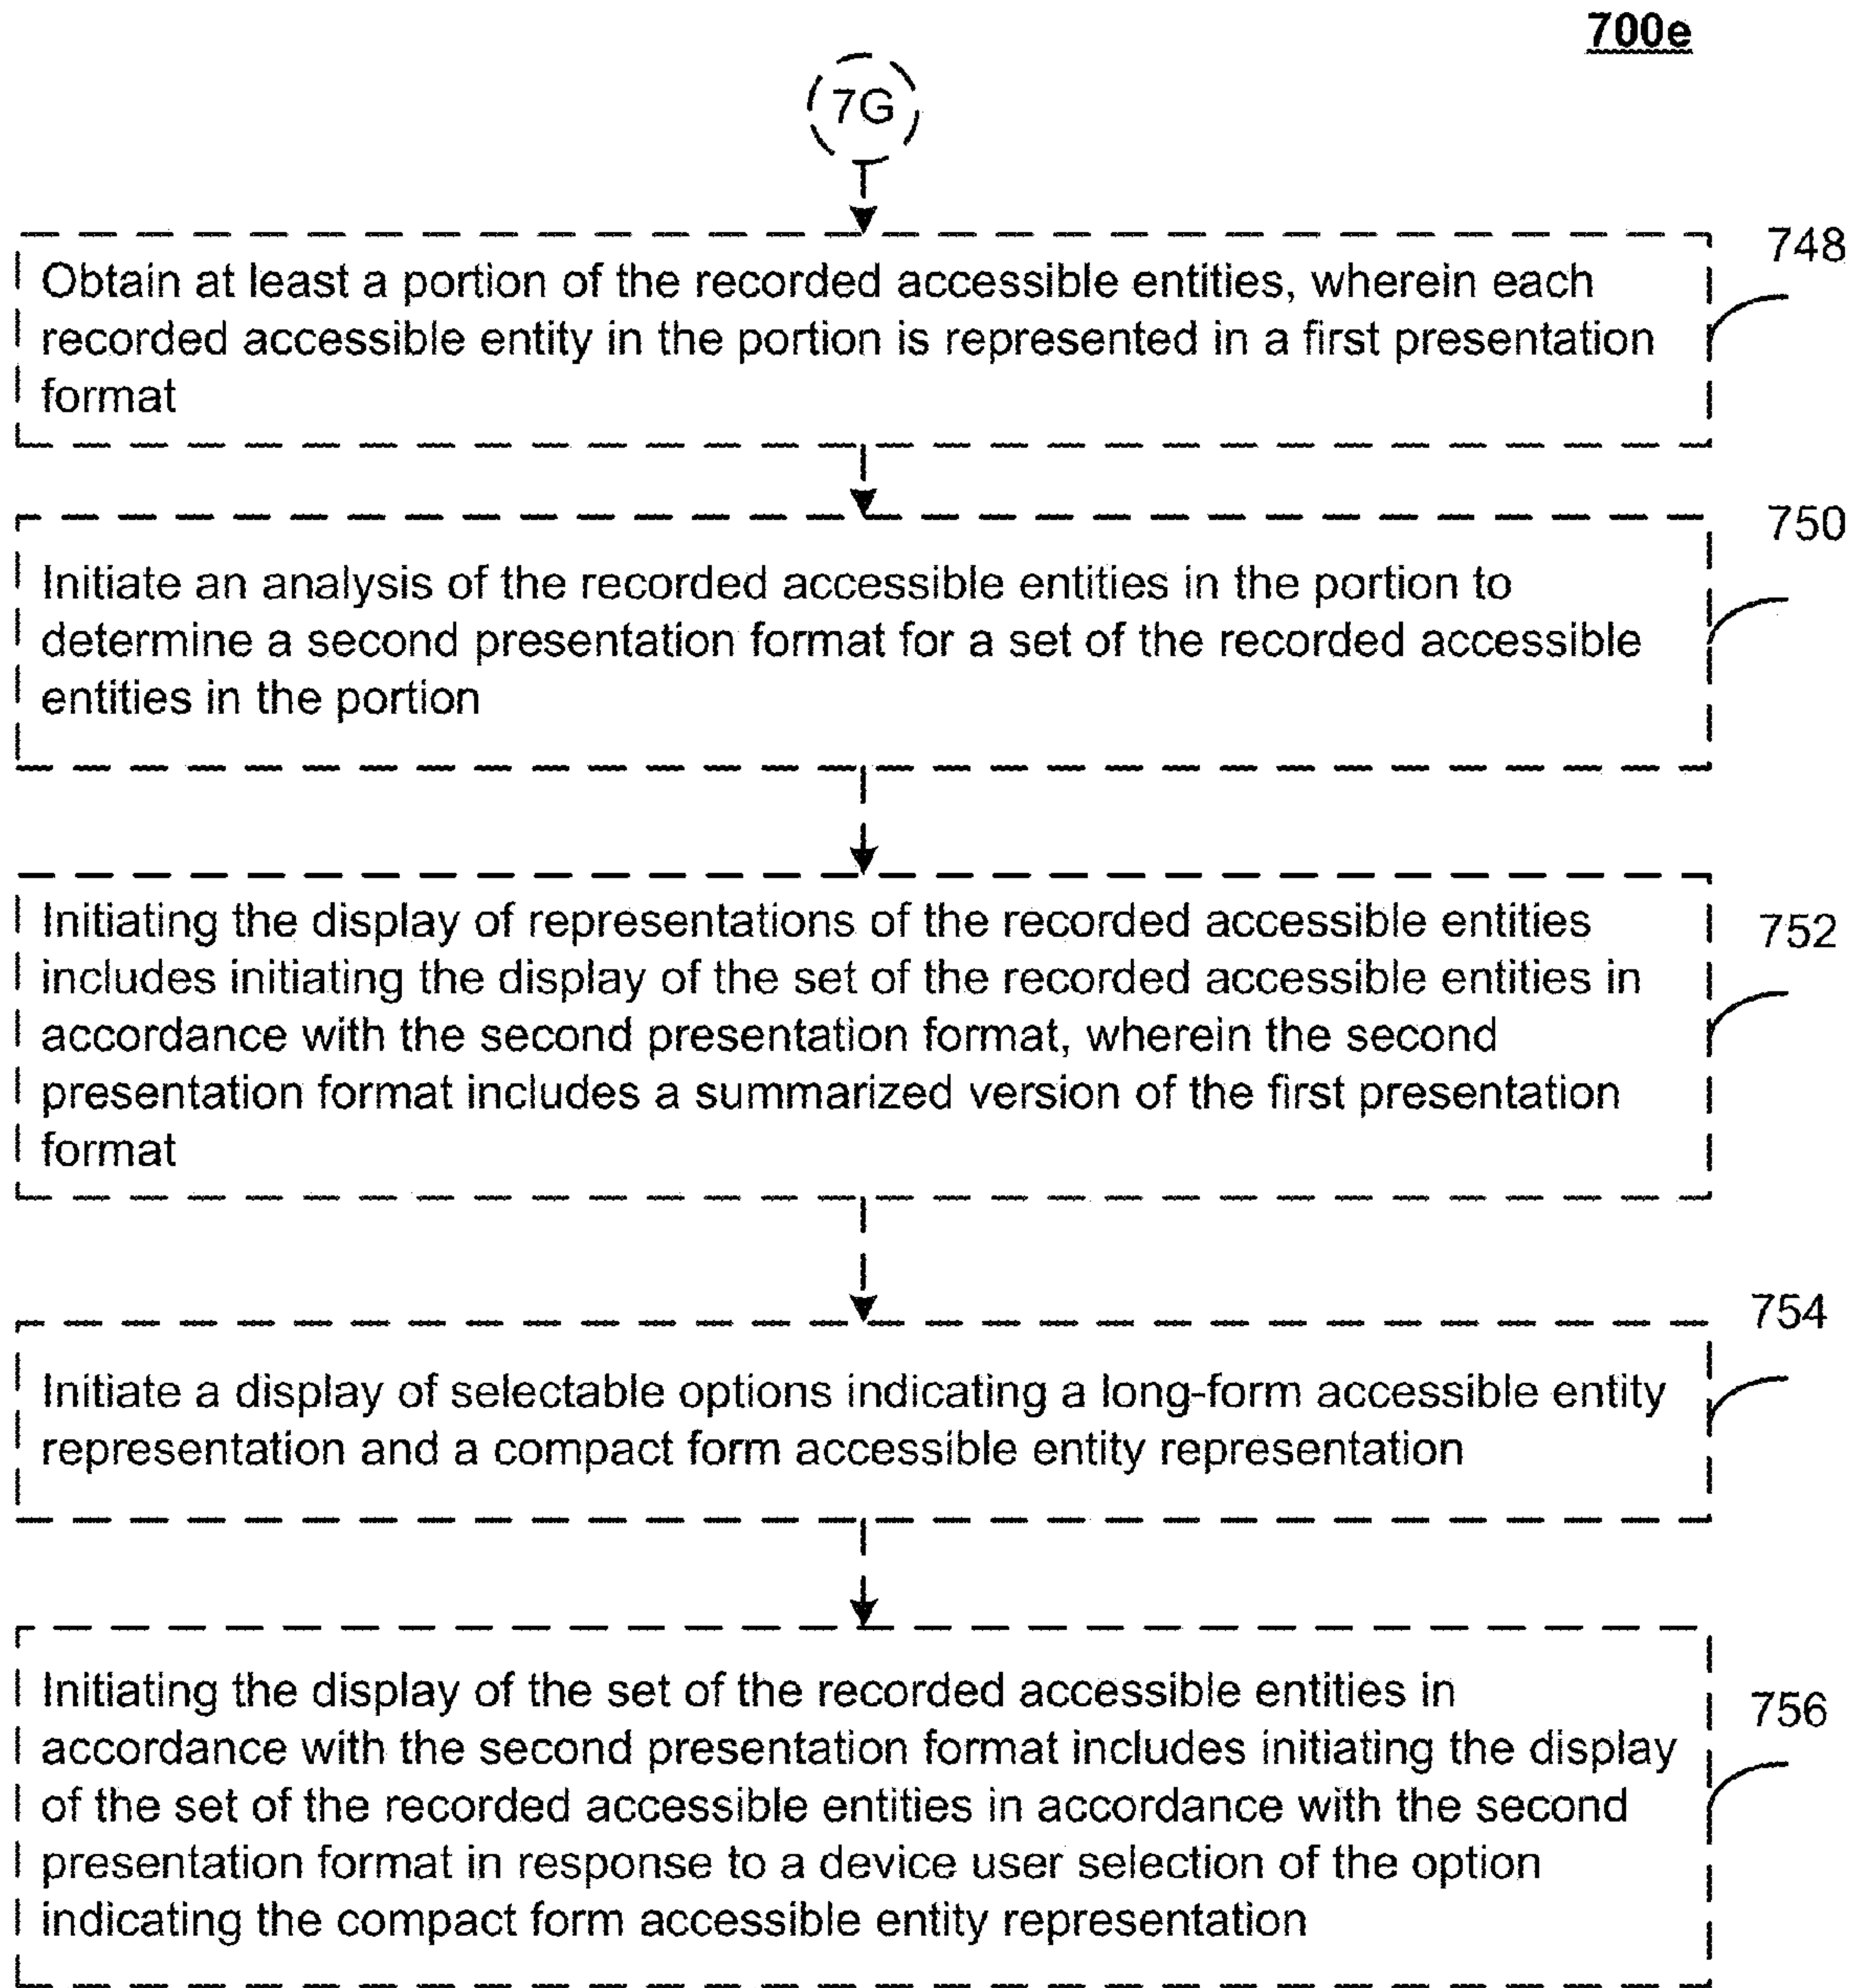 700e
7G
748
Obtain at least a portion of the recorded accessible entities, wherein each
recorded accessible entity in the portion is represented in a first presentation
format
750
Initiate an analysis of the recorded accessible entities in the portion to
determine a second presentation format for a set of the recorded accessible
entities in the portion
Initiating the display of representations of the recorded accessible entities
752
includes initiating the display of the set of the recorded accessible entities in
accordance with the second presentation format, wherein the second
presentation format includes a summarized version of the first presentation
format
754
Initiate a display of selectable options indicating a long-form accessible entity
representation and a compact form accessible entity representation
Initiating the display of the set of the recorded accessible entities in
756
accordance with the second presentation format includes initiating the display
of the set of the recorded accessible entities in accordance with the second
presentation format in response to a device user selection of the option
indicating the compact form accessible entity representation